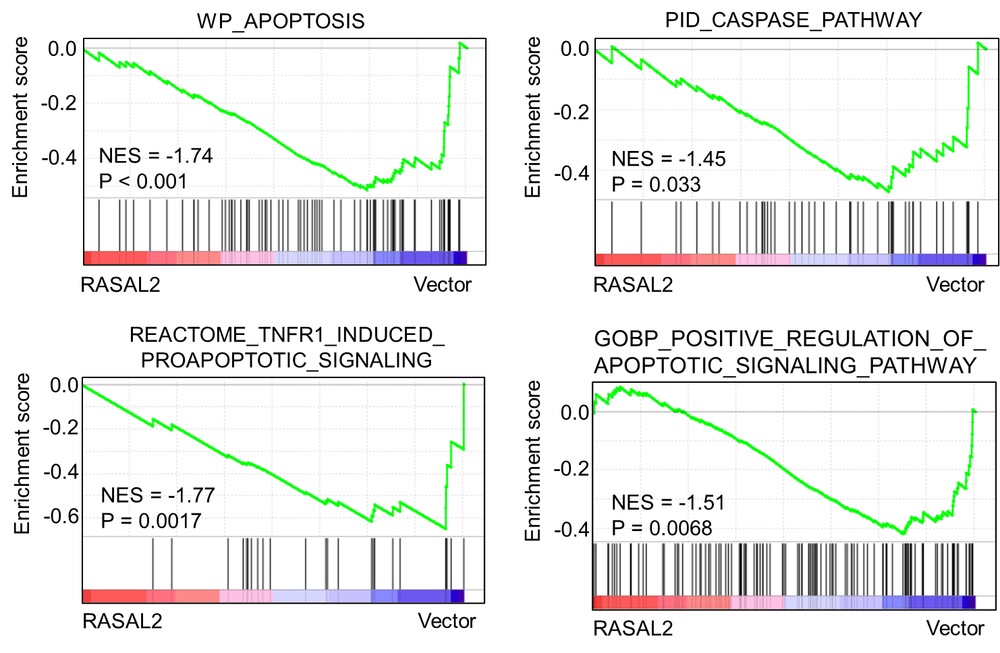 WP_APOPTOSIS
Enrichment score
0.0
-0.2
-0.4
NES = -1.74
P < 0.001
RASAL2
Vector
PID_CASPASE_PATHWAY
Enrichment score
0.0
-0.2
-0.4
NES = -1.45
P = 0.033
RASAL2
Vector
REACTOME_TNFR1_INDUCED_
PROAPOPTOTIC_SIGNALING
Enrichment score
0.0
-0.2
-0.4
-0.6
NES = -1.77
P = 0.0017
RASAL2
Vector
GOBP_POSITIVE_REGULATION_OF_
APOPTOTIC_SIGNALING_PATHWAY
Enrichment score
0.0
-0.2
-0.4
NES = -1.51
P = 0.0068
RASAL2
Vector